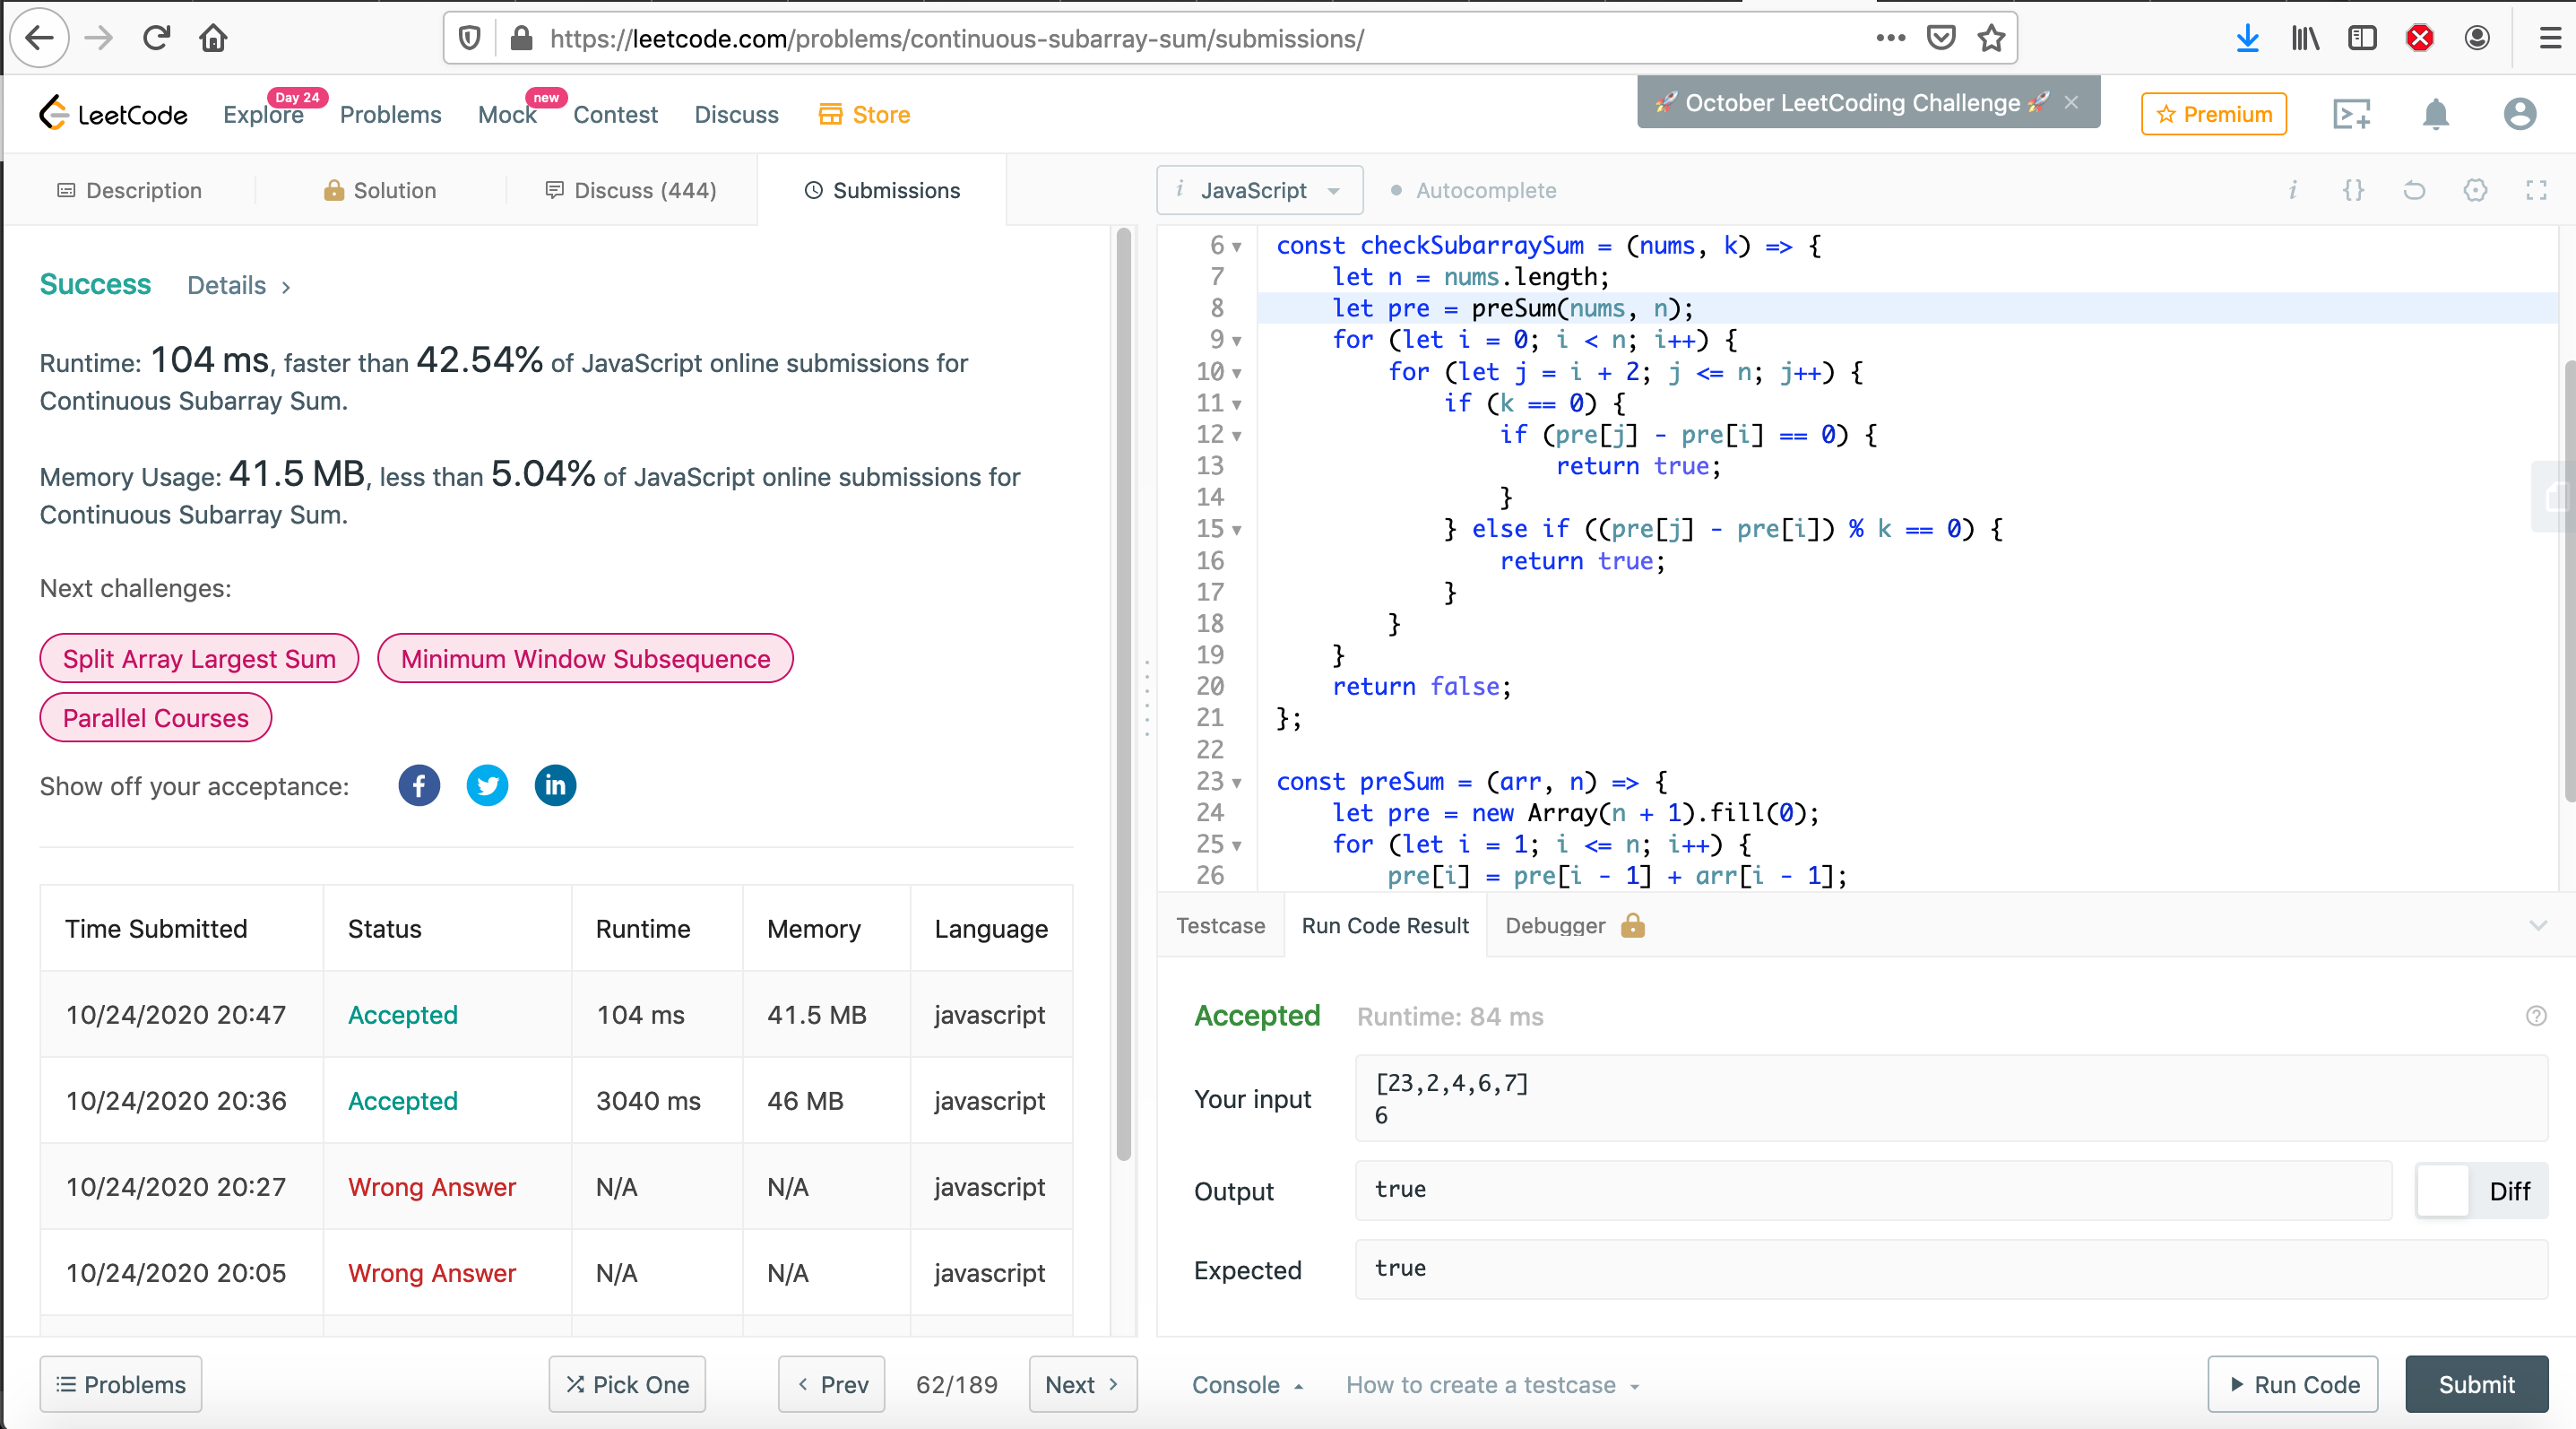 https://leetcode.com/problems/continuous-subarray-sum/submissions/
LeetCode
Explore
Day 24
Problems
Mock
new
Contest
Discuss
Store
🚀 October LeetCoding Challenge 🚀 ×
Premium
Description
Solution
Discuss (444)
Submissions
i JavaScript
Autocomplete
Success
Details >
Runtime: 104 ms, faster than 42.54% of JavaScript online submissions for
Continuous Subarray Sum.
Memory Usage: 41.5 MB, less than 5.04% of JavaScript online submissions for
Continuous Subarray Sum.
Next challenges:
Split Array Largest Sum
Minimum Window Subsequence
Parallel Courses
Show off your acceptance:
Time Submitted Status Runtime Memory Language
10/24/2020 20:47 Accepted 104 ms 41.5 MB javascript
10/24/2020 20:36 Accepted 3040 ms 46 MB javascript
10/24/2020 20:27 Wrong Answer N/A N/A javascript
10/24/2020 20:05 Wrong Answer N/A N/A javascript
6 const checkSubarraySum = (nums, k) => {
7 let n = nums.length;
8 let pre = preSum(nums, n);
9 for (let i = 0; i < n; i++) {
10 for (let j = i + 2; j <= n; j++) {
11 if (k == 0) {
12 if (pre[j] - pre[i] == 0) {
13 return true;
14 }
15 } else if ((pre[j] - pre[i]) % k == 0) {
16 return true;
17 }
18 }
19 }
20 return false;
21 };
22
23 const preSum = (arr, n) => {
24 let pre = new Array(n + 1).fill(0);
25 for (let i = 1; i <= n; i++) {
26 pre[i] = pre[i - 1] + arr[i - 1];
Testcase
Run Code Result
Debugger
Accepted
Runtime: 84 ms
Your input
[23,2,4,6,7]
6
Output
true
Diff
Expected
true
Problems
Pick One
< Prev
62/189
Next >
Console
How to create a testcase
Run Code
Submit